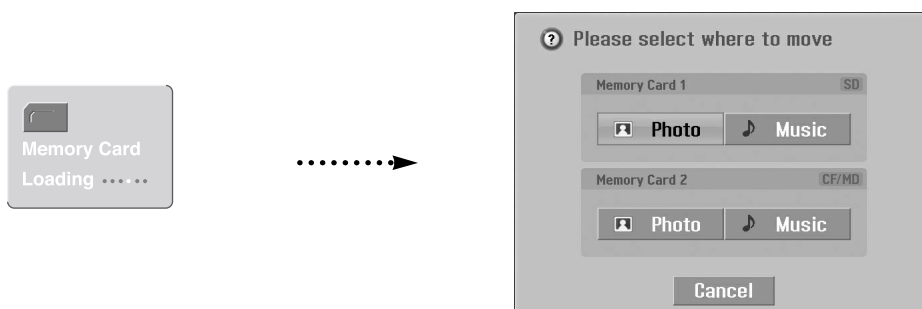 Memory Card
Loading ······
Please select where to move
Memory Card 1 SD
Photo Music
Memory Card 2 CF/MD
Photo Music
Cancel